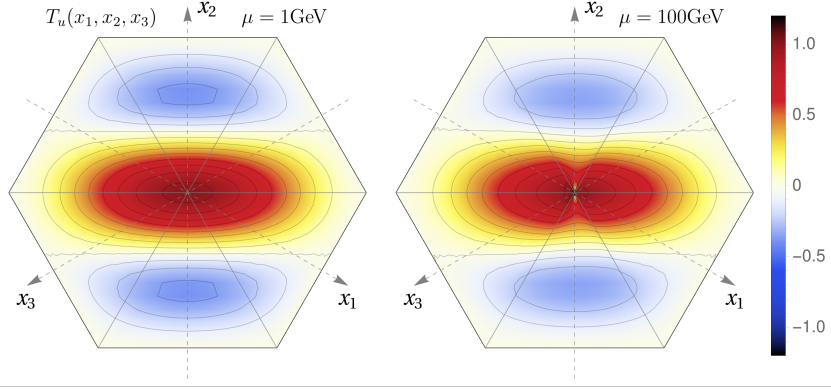 T_u(x_1, x_2, x_3)
x_2
μ = 1GeV
x_3
x_1
x_2
μ = 100GeV
x_3
x_1
1.0
0.5
0
−0.5
−1.0